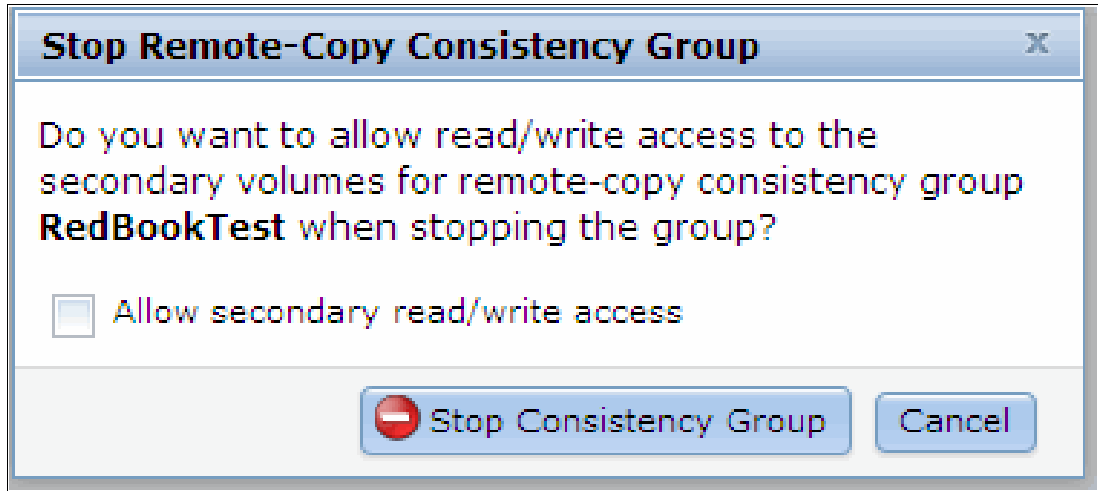 Stop Remote-Copy Consistency Group x
Do you want to allow read/write access to the
secondary volumes for remote-copy consistency group
RedBookTest when stopping the group?
Allow secondary read/write access
Stop Consistency Group Cancel